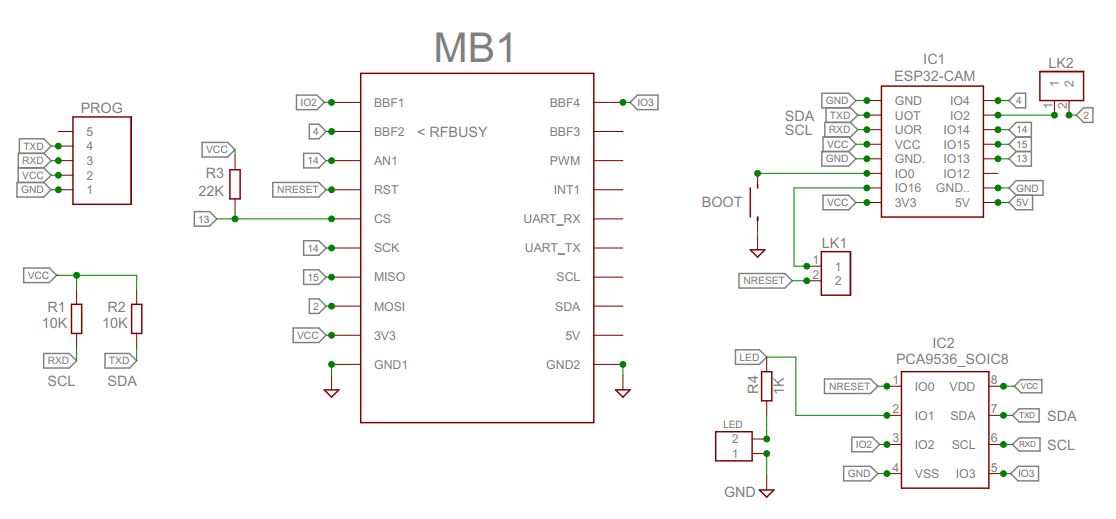 MB1
BBF1
BBF2
< RFBUSY
AN1
RST
CS
SCK
MISO
MOSI
3V3
GND1
BBF4
BBF3
PWM
INT1
UART_RX
UART_TX
SCL
SDA
5V
GND2
IO2
4
14
NRESET
13
14
15
2
VCC
IO3
VCC
R3
22K
PROG
5
4
3
2
1
TXD
RXD
VCC
GND
VCC
R1
10K
R2
10K
RXD
TXD
SCL
SDA
IC1
ESP32-CAM
GND
UOT
UOR
VCC
GND.
IO0
IO16
3V3
IO4
IO2
IO14
IO15
IO13
IO12
GND..
5V
GND
SDA
TXD
SCL
RXD
VCC
GND
VCC
4
2
14
15
13
GND
5V
LK2
1 2
1 2
BOOT
LK1
1 1
2 2
NRESET
IC2
PCA9536_SOIC8
1 IO0 VDD 8
2 IO1 SDA 7
3 IO2 SCL 6
4 VSS IO3 5
NRESET
IO2
GND
VCC
TXD SDA
RXD SCL
IO3
LED
R4
1K
LED
2
1
GND